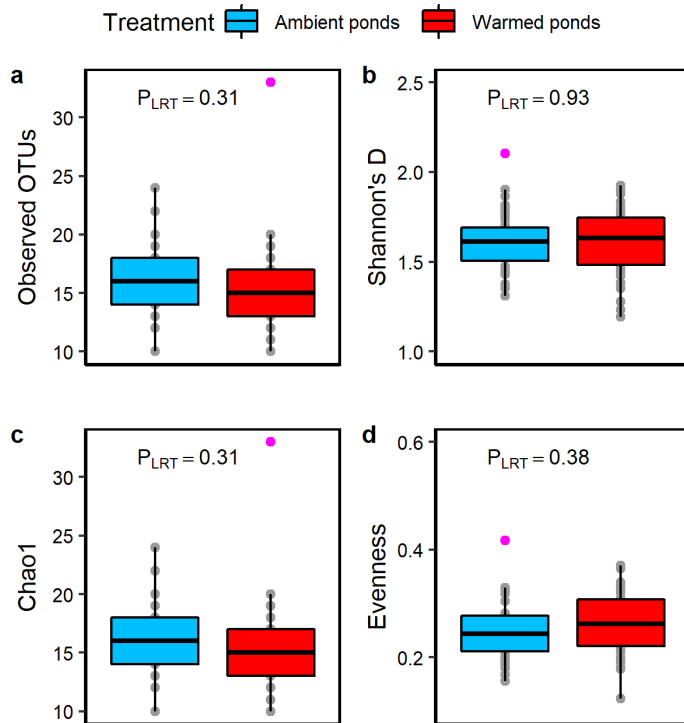 Treatment Ambient ponds Warmed ponds
a
P_LRT = 0.31
Observed OTUs
30
25
20
15
10
b
P_LRT = 0.93
Shannon's D
2.5
2.0
1.5
1.0
c
P_LRT = 0.31
Chao1
30
25
20
15
10
d
P_LRT = 0.38
Evenness
0.6
0.4
0.2